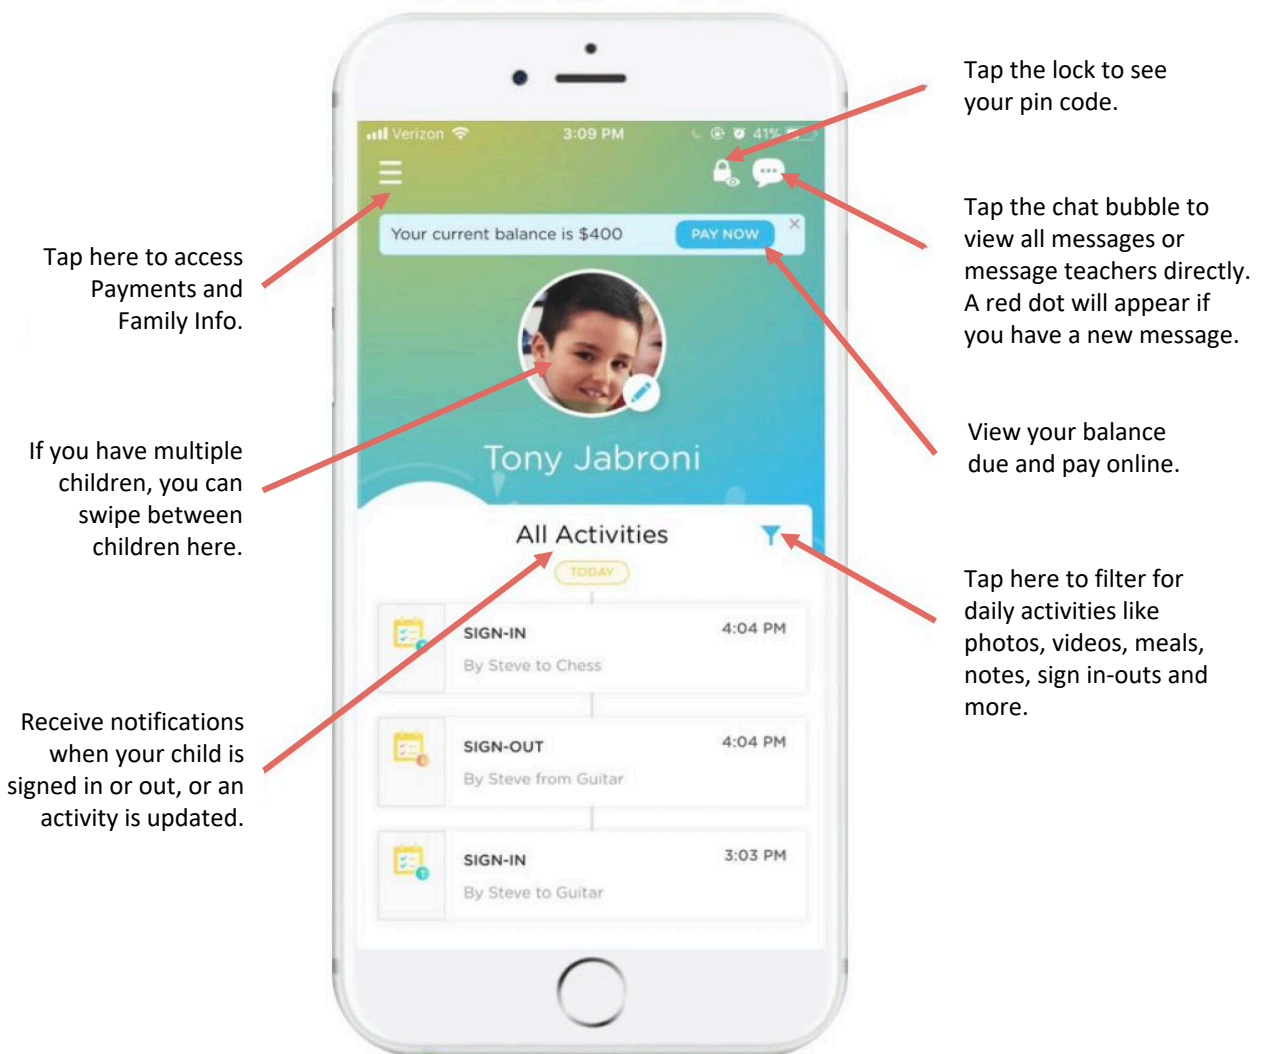 Tap the lock to see
your pin code.
Verizon 3:09 PM 41%
Your current balance is $400 PAY NOW
Tap the chat bubble to
view all messages or
message teachers directly.
A red dot will appear if
you have a new message.
Tap here to access
Payments and
Family Info.
If you have multiple
children, you can
swipe between
children here.
Tony Jabroni
View your balance
due and pay online.
All Activities
TODAY
Tap here to filter for
daily activities like
photos, videos, meals,
notes, sign in-outs and
more.
SIGN-IN 4:04 PM
By Steve to Chess
Receive notifications
when your child is
signed in or out, or an
activity is updated.
SIGN-OUT 4:04 PM
By Steve from Guitar
SIGN-IN 3:03 PM
By Steve to Guitar